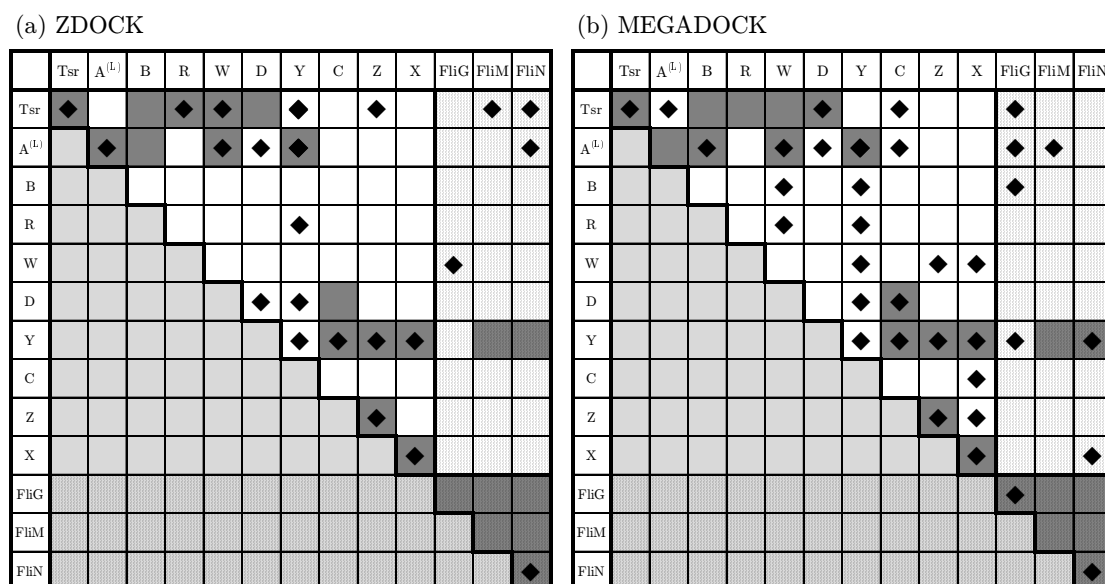 (a) ZDOCK
Tsr A(L) B R W D Y C Z X FliG FliM FliN
Tsr
A(L)
B
R
W
D
Y
C
Z
X
FliG
FliM
FliN
(b) MEGADOCK
Tsr A(L) B R W D Y C Z X FliG FliM FliN
Tsr
A(L)
B
R
W
D
Y
C
Z
X
FliG
FliM
FliN